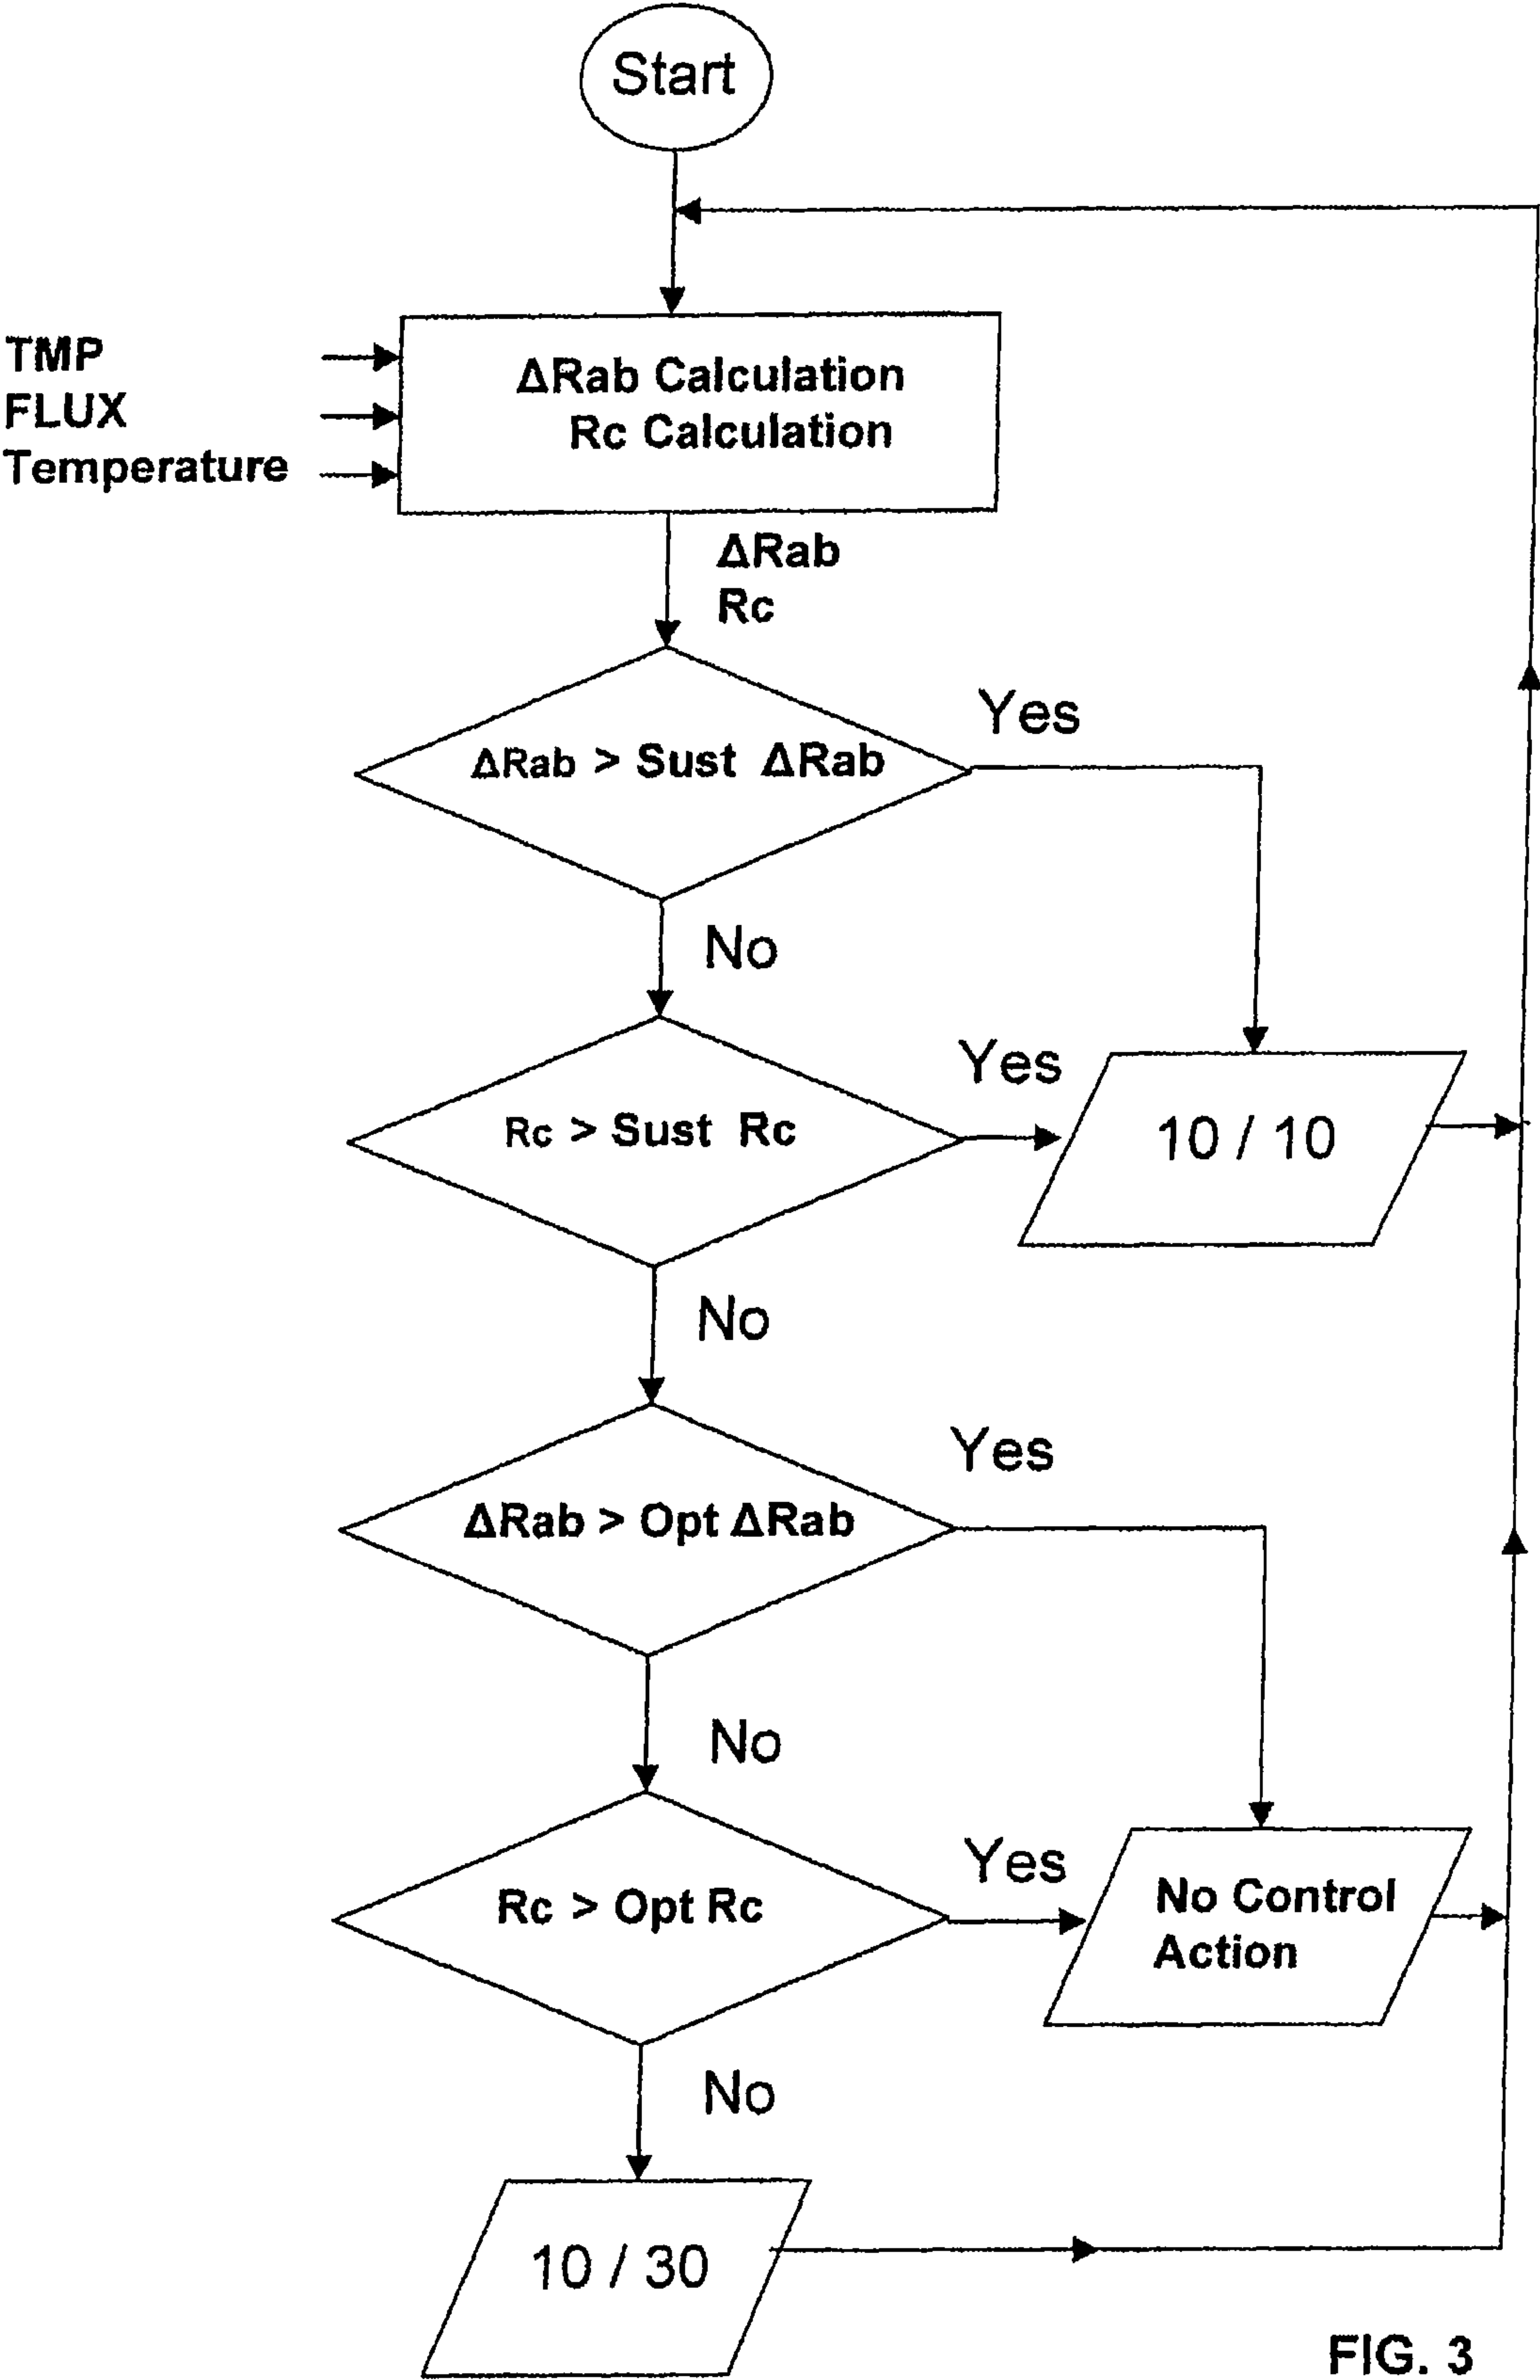 Start
TMP
FLUX
Temperature
ΔRab Calculation
Rc Calculation
ΔRab
Rc
ΔRab > Sust ΔRab
Yes
No
Rc > Sust Rc
Yes
10 / 10
No
ΔRab > Opt ΔRab
Yes
No
Rc > Opt Rc
Yes
No Control
Action
No
10 / 30
FIG. 3